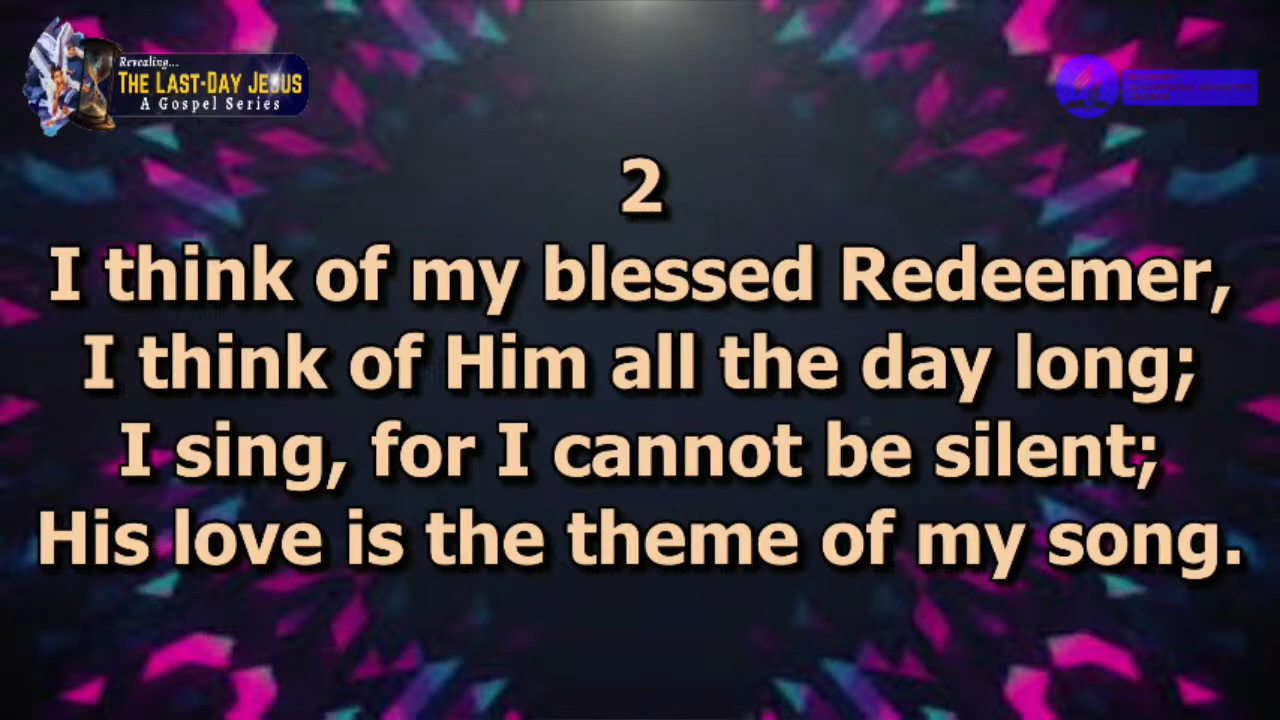 Revealing...
THE LAST-DAY JESUS
A Gospel Series
2
I think of my blessed Redeemer,
I think of Him all the day long;
I sing, for I cannot be silent;
His love is the theme of my song.